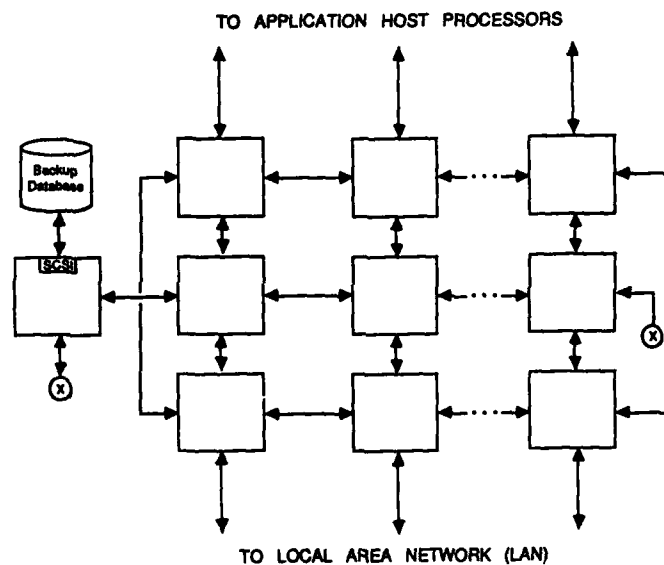 TO APPLICATION HOST PROCESSORS
Backup
Database
SCSI
X
X
TO LOCAL AREA NETWORK (LAN)